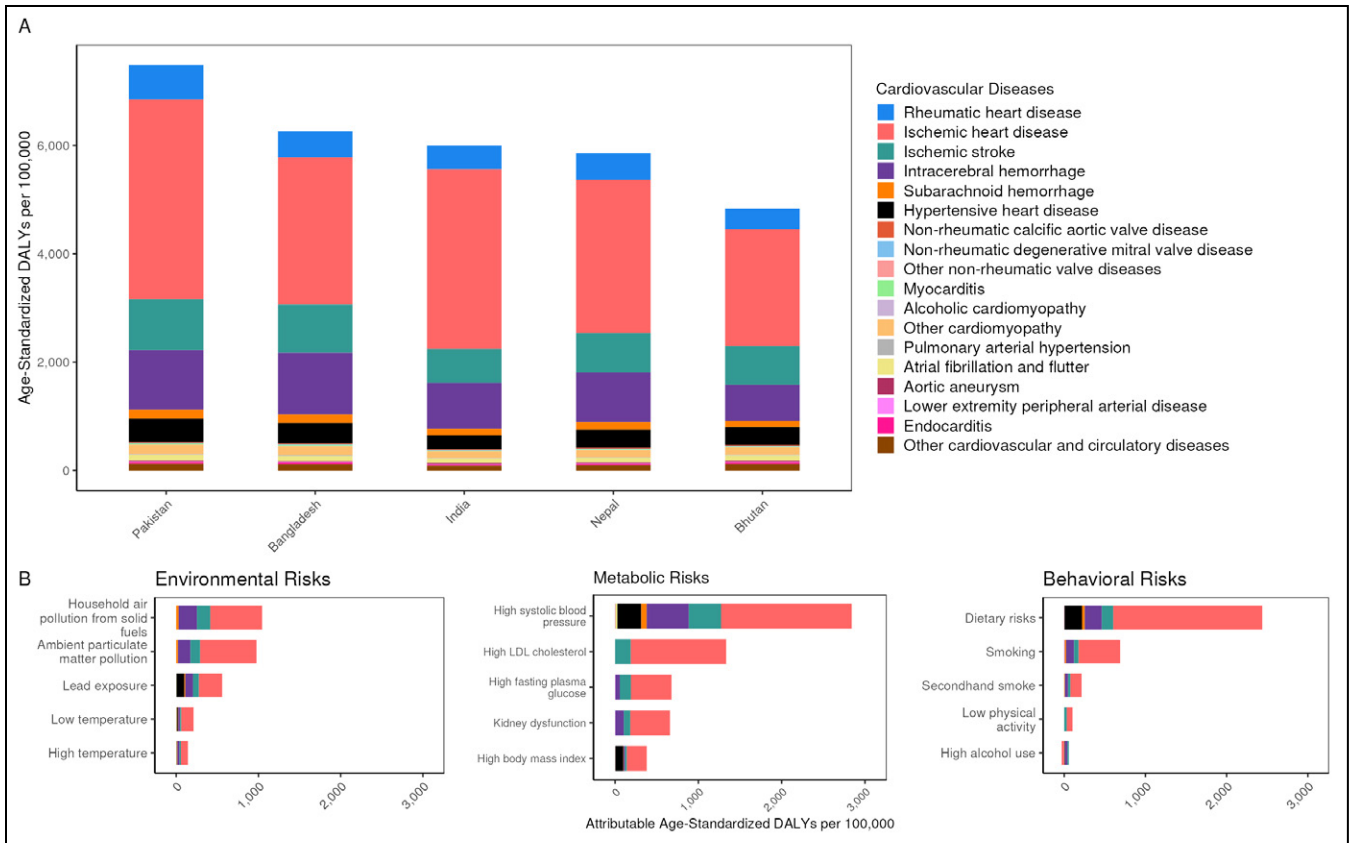 A
Age-Standardized DALYs per 100,000
6,000
4,000
2,000
0
Pakistan
Bangladesh
India
Nepal
Bhutan
Cardiovascular Diseases
Rheumatic heart disease
Ischemic heart disease
Ischemic stroke
Intracerebral hemorrhage
Subarachnoid hemorrhage
Hypertensive heart disease
Non-rheumatic calcific aortic valve disease
Non-rheumatic degenerative mitral valve disease
Other non-rheumatic valve diseases
Myocarditis
Alcoholic cardiomyopathy
Other cardiomyopathy
Pulmonary arterial hypertension
Atrial fibrillation and flutter
Aortic aneurysm
Lower extremity peripheral arterial disease
Endocarditis
Other cardiovascular and circulatory diseases
B
Environmental Risks
Household air
pollution from solid
fuels
Ambient particulate
matter pollution
Lead exposure
Low temperature
High temperature
0
1,000
2,000
3,000
Metabolic Risks
High systolic blood
pressure
High LDL cholesterol
High fasting plasma
glucose
Kidney dysfunction
High body mass index
0
1,000
2,000
3,000
Attributable Age-Standardized DALYs per 100,000
Behavioral Risks
Dietary risks
Smoking
Secondhand smoke
Low physical
activity
High alcohol use
0
1,000
2,000
3,000